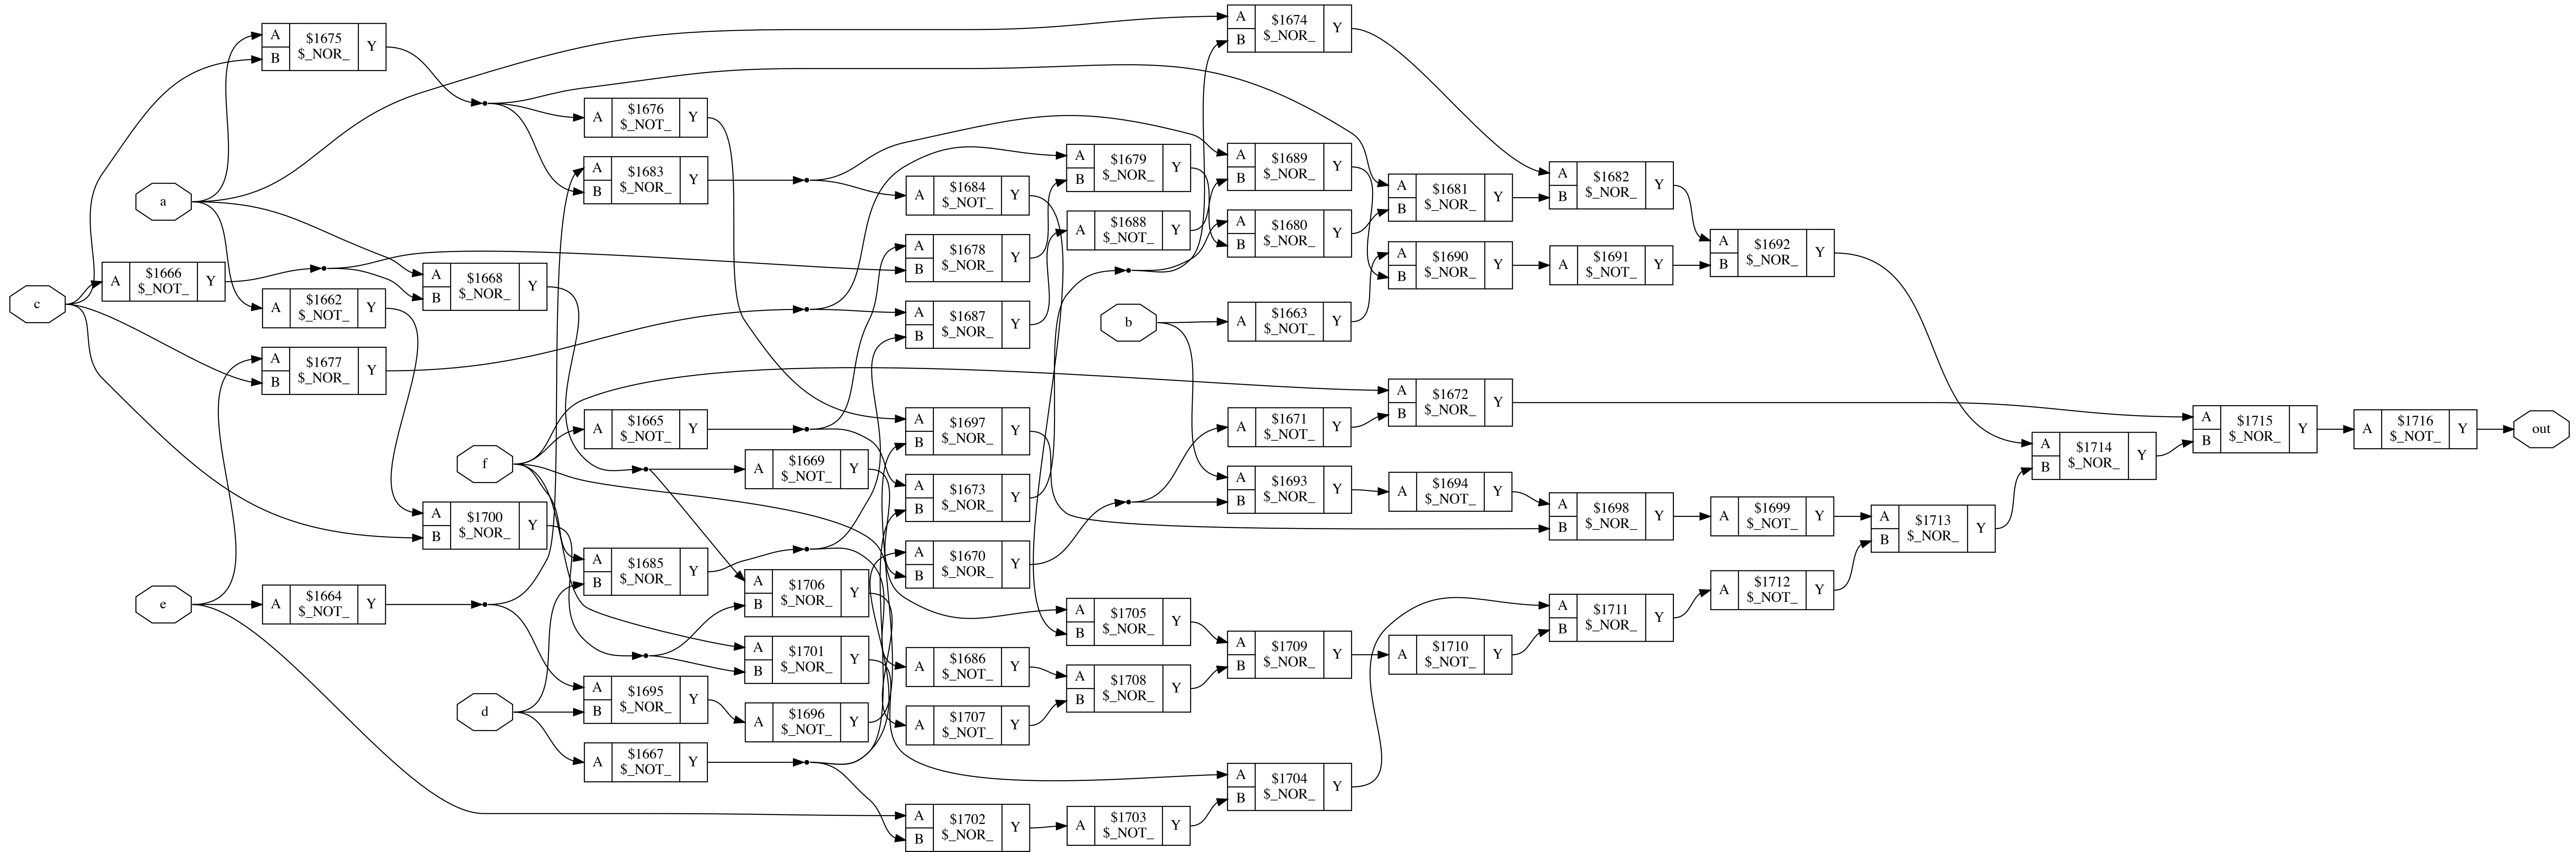 A
B
$1675
$_NOR_
Y
A
B
$1674
$_NOR_
Y
A
$1676
$_NOT_
Y
A
B
$1683
$_NOR_
Y
A
$1684
$_NOT_
Y
A
B
$1679
$_NOR_
Y
A
B
$1689
$_NOR_
Y
A
B
$1681
$_NOR_
Y
A
B
$1682
$_NOR_
Y
a
A
B
$1678
$_NOR_
Y
A
$1688
$_NOT_
Y
A
B
$1680
$_NOR_
Y
A
B
$1690
$_NOR_
Y
A
$1691
$_NOT_
Y
A
B
$1692
$_NOR_
Y
c
A
$1666
$_NOT_
Y
A
$1662
$_NOT_
Y
A
B
$1668
$_NOR_
Y
A
B
$1687
$_NOR_
Y
b
A
$1663
$_NOT_
Y
A
B
$1677
$_NOR_
Y
A
B
$1672
$_NOR_
Y
A
$1665
$_NOT_
Y
A
B
$1697
$_NOR_
Y
A
$1671
$_NOT_
Y
A
B
$1715
$_NOR_
Y
A
$1716
$_NOT_
Y
out
f
A
$1669
$_NOT_
Y
A
B
$1673
$_NOR_
Y
A
B
$1693
$_NOR_
Y
A
$1694
$_NOT_
Y
A
B
$1714
$_NOR_
Y
A
B
$1700
$_NOR_
Y
A
B
$1698
$_NOR_
Y
A
$1699
$_NOT_
Y
A
B
$1713
$_NOR_
Y
A
B
$1685
$_NOR_
Y
A
B
$1670
$_NOR_
Y
e
A
$1664
$_NOT_
Y
A
B
$1706
$_NOR_
Y
A
B
$1705
$_NOR_
Y
A
B
$1711
$_NOR_
Y
A
$1712
$_NOT_
Y
A
B
$1701
$_NOR_
Y
A
$1686
$_NOT_
Y
A
B
$1708
$_NOR_
Y
A
B
$1709
$_NOR_
Y
A
$1710
$_NOT_
Y
d
A
B
$1695
$_NOR_
Y
A
$1696
$_NOT_
Y
A
$1707
$_NOT_
Y
A
$1667
$_NOT_
Y
A
B
$1704
$_NOR_
Y
A
B
$1702
$_NOR_
Y
A
$1703
$_NOT_
Y